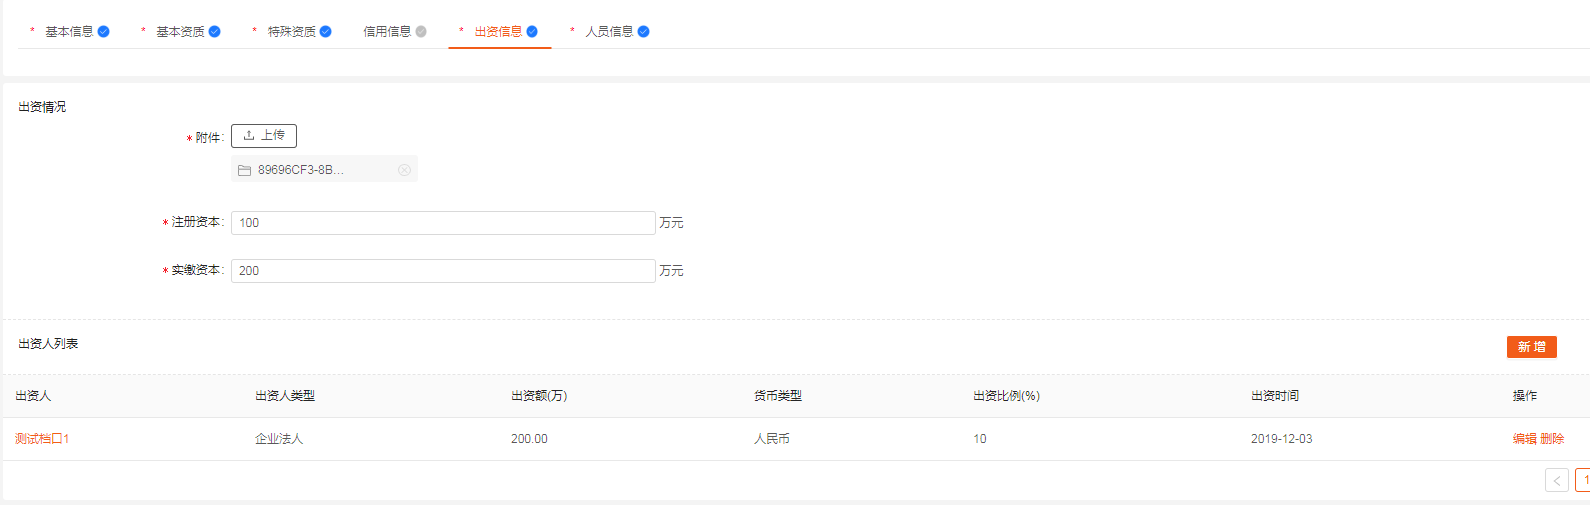 * 基本信息 * 基本资质 * 特殊资质 信用信息 * 出资信息 * 人员信息
出资情况
* 附件: 上传
89696CF3-8B...
* 注册资本: 100 万元
* 实缴资本: 200 万元
出资人列表 新 增
出资人 出资人类型 出资额(万) 货币类型 出资比例(%) 出资时间 操作
测试档口1 企业法人 200.00 人民币 10 2019-12-03 编辑 删除
< 1